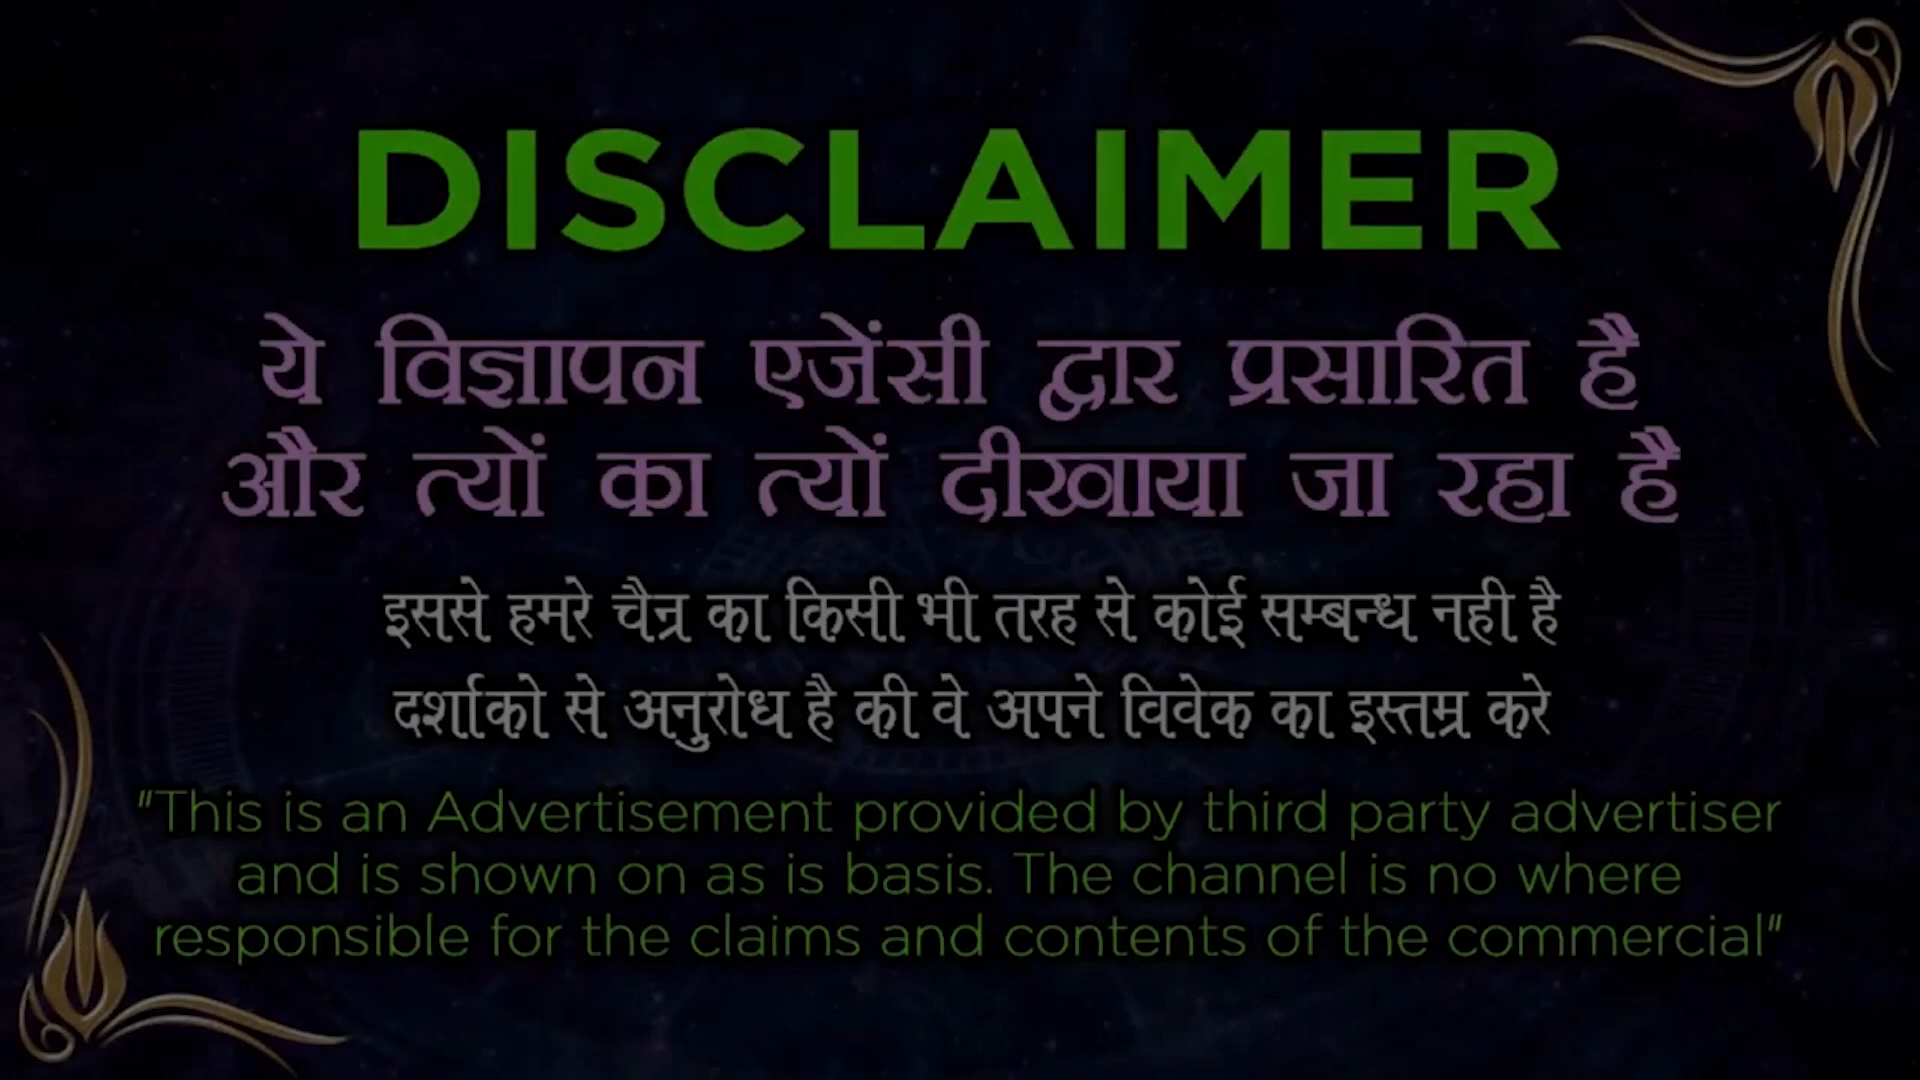 DISCLAIMER
ये विज्ञापन एजेंसी द्वार प्रसारित है
और त्यों का त्यों दीखाया जा रहा है
इससे हमरे चैन्र का किसी भी तरह से कोई सम्बन्ध नही है
दर्शाको से अनुरोध है की वे अपने विवेक का इस्तम्र करे
"This is an Advertisement provided by third party advertiser
and is shown on as is basis. The channel is no where
responsible for the claims and contents of the commercial"